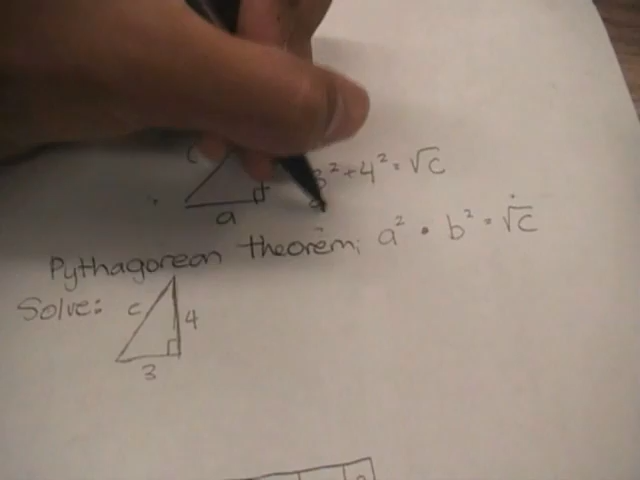 c
a
3² + 4² = √C
Pythagorean theorem; a² • b² = √C
Solve: c 4
3